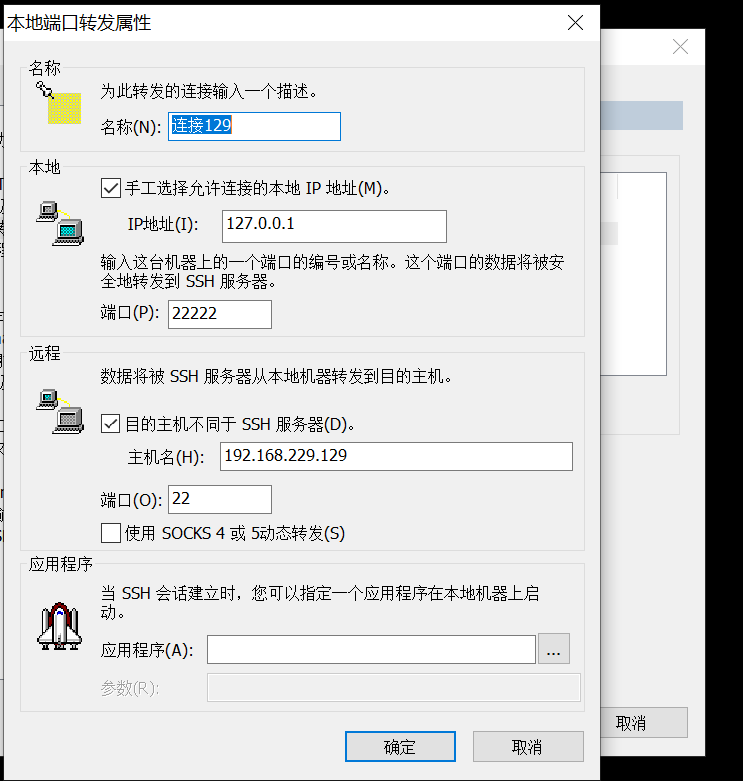 本地端口转发属性
名称
为此转发的连接输入一个描述。
名称(N):
连接129
本地
手工选择允许连接的本地 IP 地址(M)。
IP地址(I):
127.0.0.1
输入这台机器上的一个端口的编号或名称。这个端口的数据将被安
全地转发到 SSH 服务器。
端口(P):
22222
远程
数据将被 SSH 服务器从本地机器转发到目的主机。
目的主机不同于 SSH 服务器(D)。
主机名(H):
192.168.229.129
端口(O):
22
使用 SOCKS 4 或 5动态转发(S)
应用程序
当 SSH 会话建立时，您可以指定一个应用程序在本地机器上启
动。
应用程序(A):
...
参数(R):
确定
取消
取消